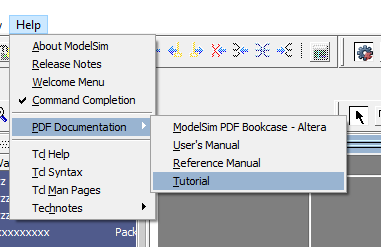 Help
About ModelSim
Release Notes
Welcome Menu
Command Completion
PDF Documentation
ModelSim PDF Bookcase - Altera
User's Manual
Reference Manual
Tutorial
Tcl Help
Tcl Syntax
Tcl Man Pages
Technotes
xxxxxxxxx Pack